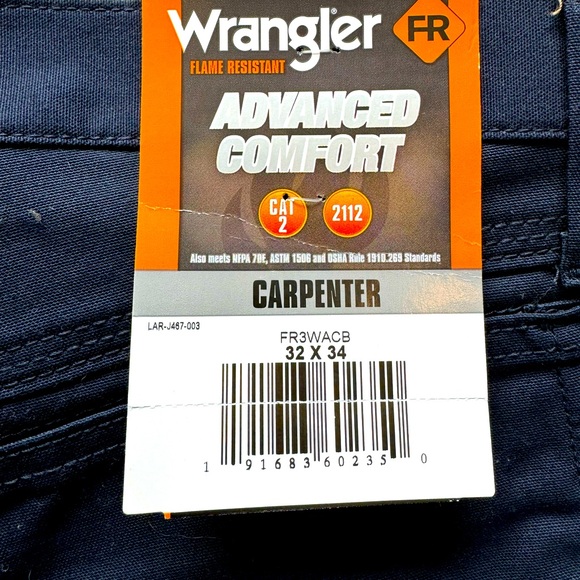 Wrangler
FR
FLAME RESISTANT
ADVANCED
COMFORT
CAT
2
2112
Also meets NFPA 70E, ASTM 1506 and OSHA Rule 1910.269 Standards
CARPENTER
LAR-J467-003
FR3WACB
32 X 34
1 91683 60235 0